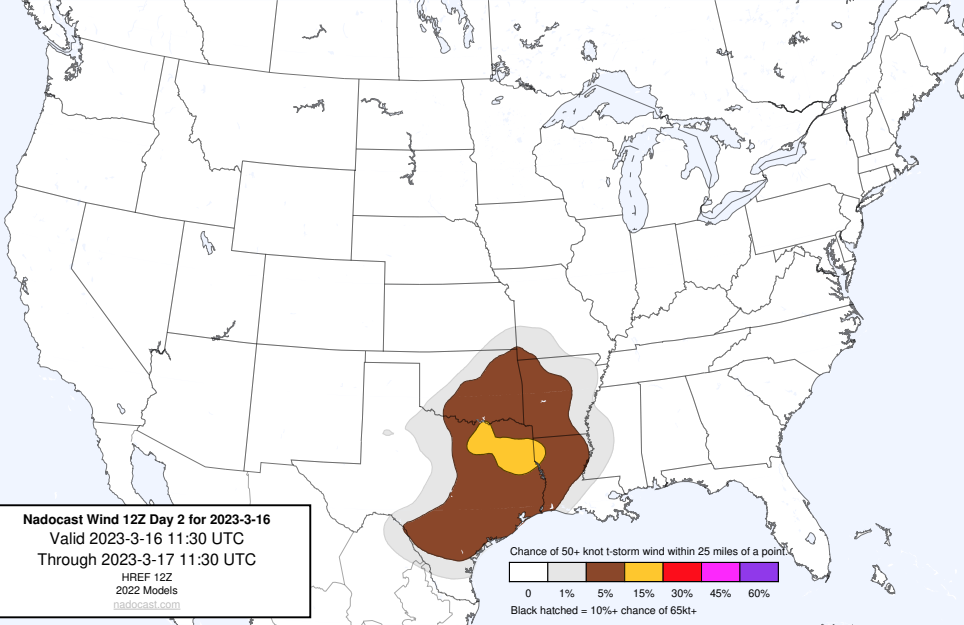 Nadocast Wind 12Z Day 2 for 2023-3-16
Valid 2023-3-16 11:30 UTC
Through 2023-3-17 11:30 UTC
HREF 12Z
2022 Models
nadocast.com
Chance of 50+ knot t-storm wind within 25 miles of a point.
0 1% 5% 15% 30% 45% 60%
Black hatched = 10%+ chance of 65kt+